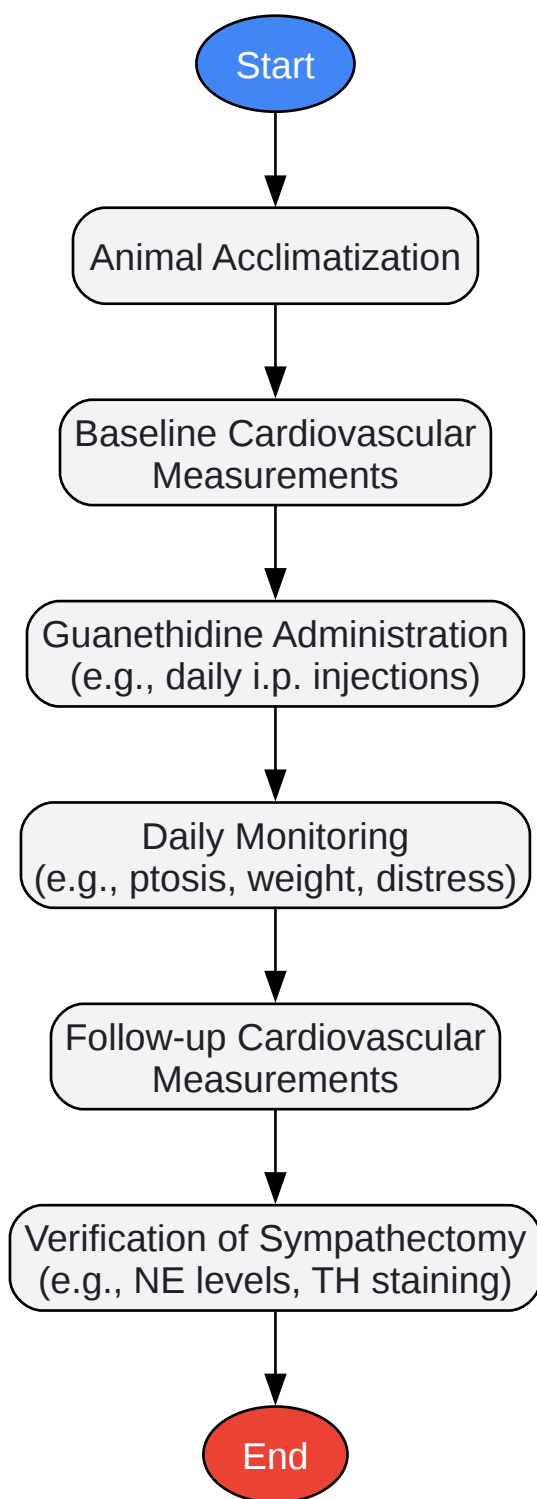 Start
Animal Acclimatization
Baseline Cardiovascular
Measurements
Guanethidine Administration
(e.g., daily i.p. injections)
Daily Monitoring
(e.g., ptosis, weight, distress)
Follow-up Cardiovascular
Measurements
Verification of Sympathectomy
(e.g., NE levels, TH staining)
End